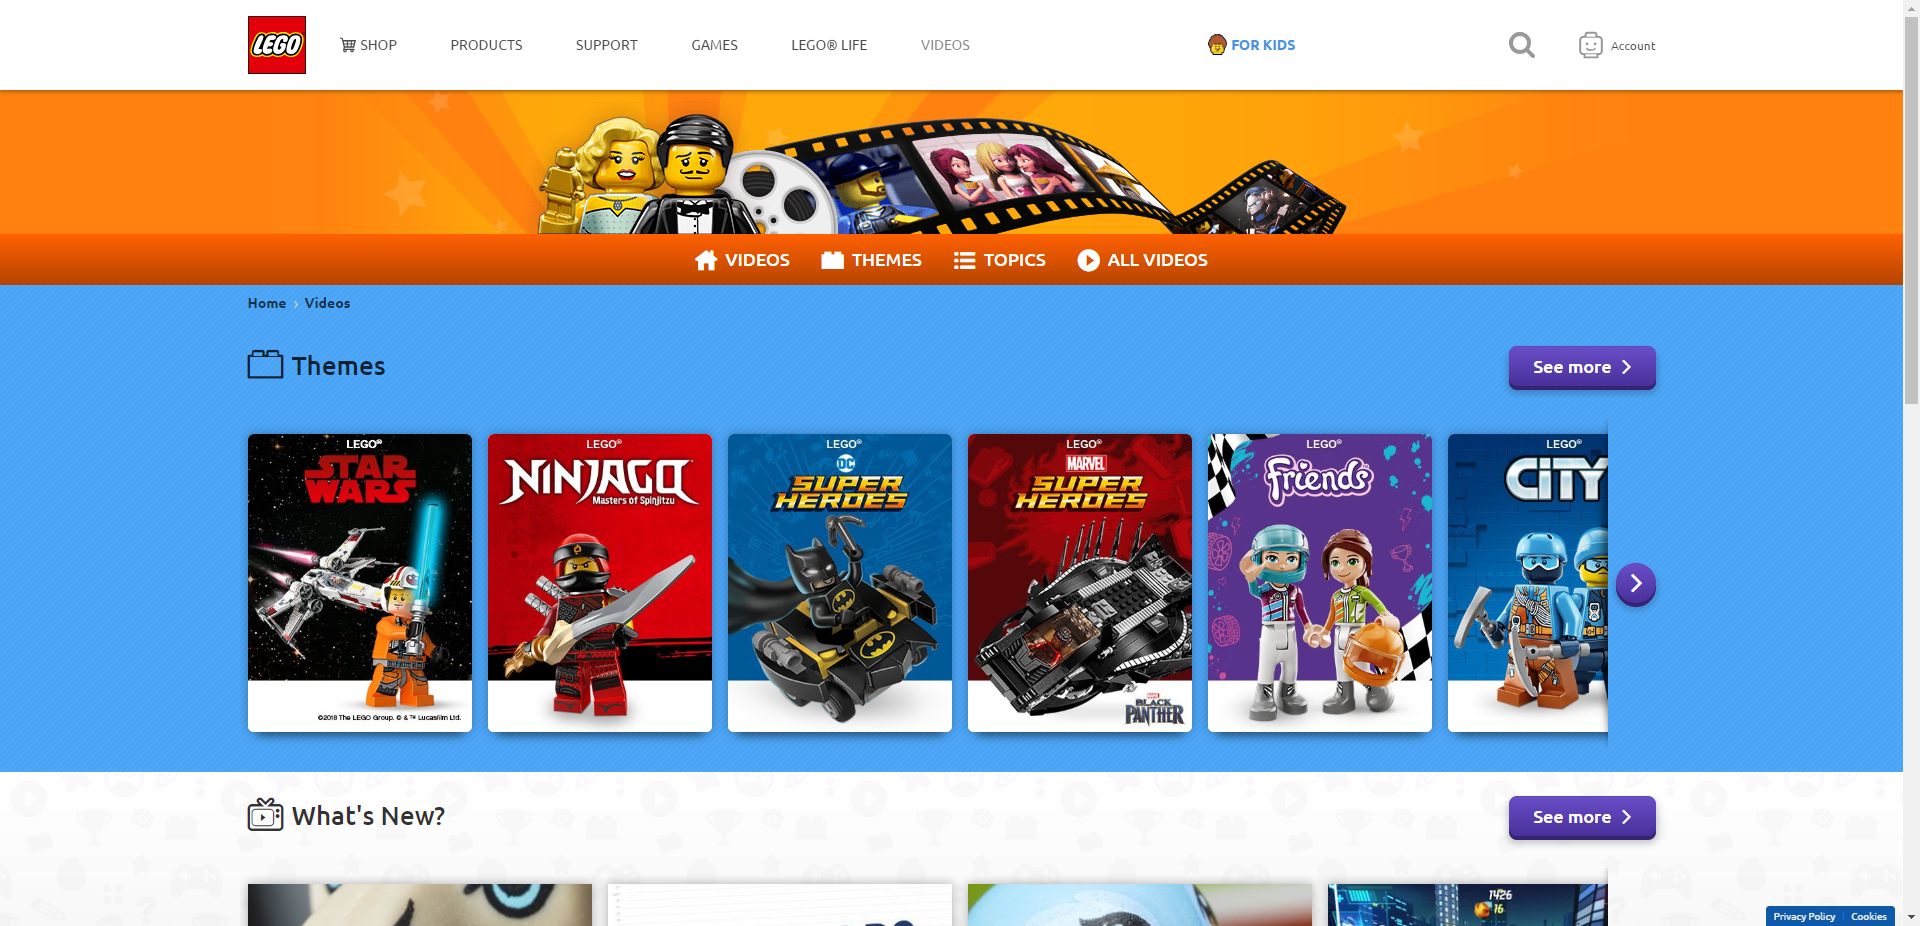 LEGO
SHOP
PRODUCTS
SUPPORT
GAMES
LEGO® LIFE
VIDEOS
FOR KIDS
Account
VIDEOS
THEMES
TOPICS
ALL VIDEOS
Home › Videos
Themes
See more
LEGO®
STAR
WARS
©2018 The LEGO Group. © & ™ Lucasfilm Ltd.
LEGO®
NINJAGO
Masters of Spinjitzu
LEGO®
DC
SUPER
HEROES
LEGO®
MARVEL
SUPER
HEROES
MARVEL
BLACK
PANTHER
LEGO®
Friends
LEGO®
CITY
What's New?
See more
1426
16
Privacy Policy
Cookies